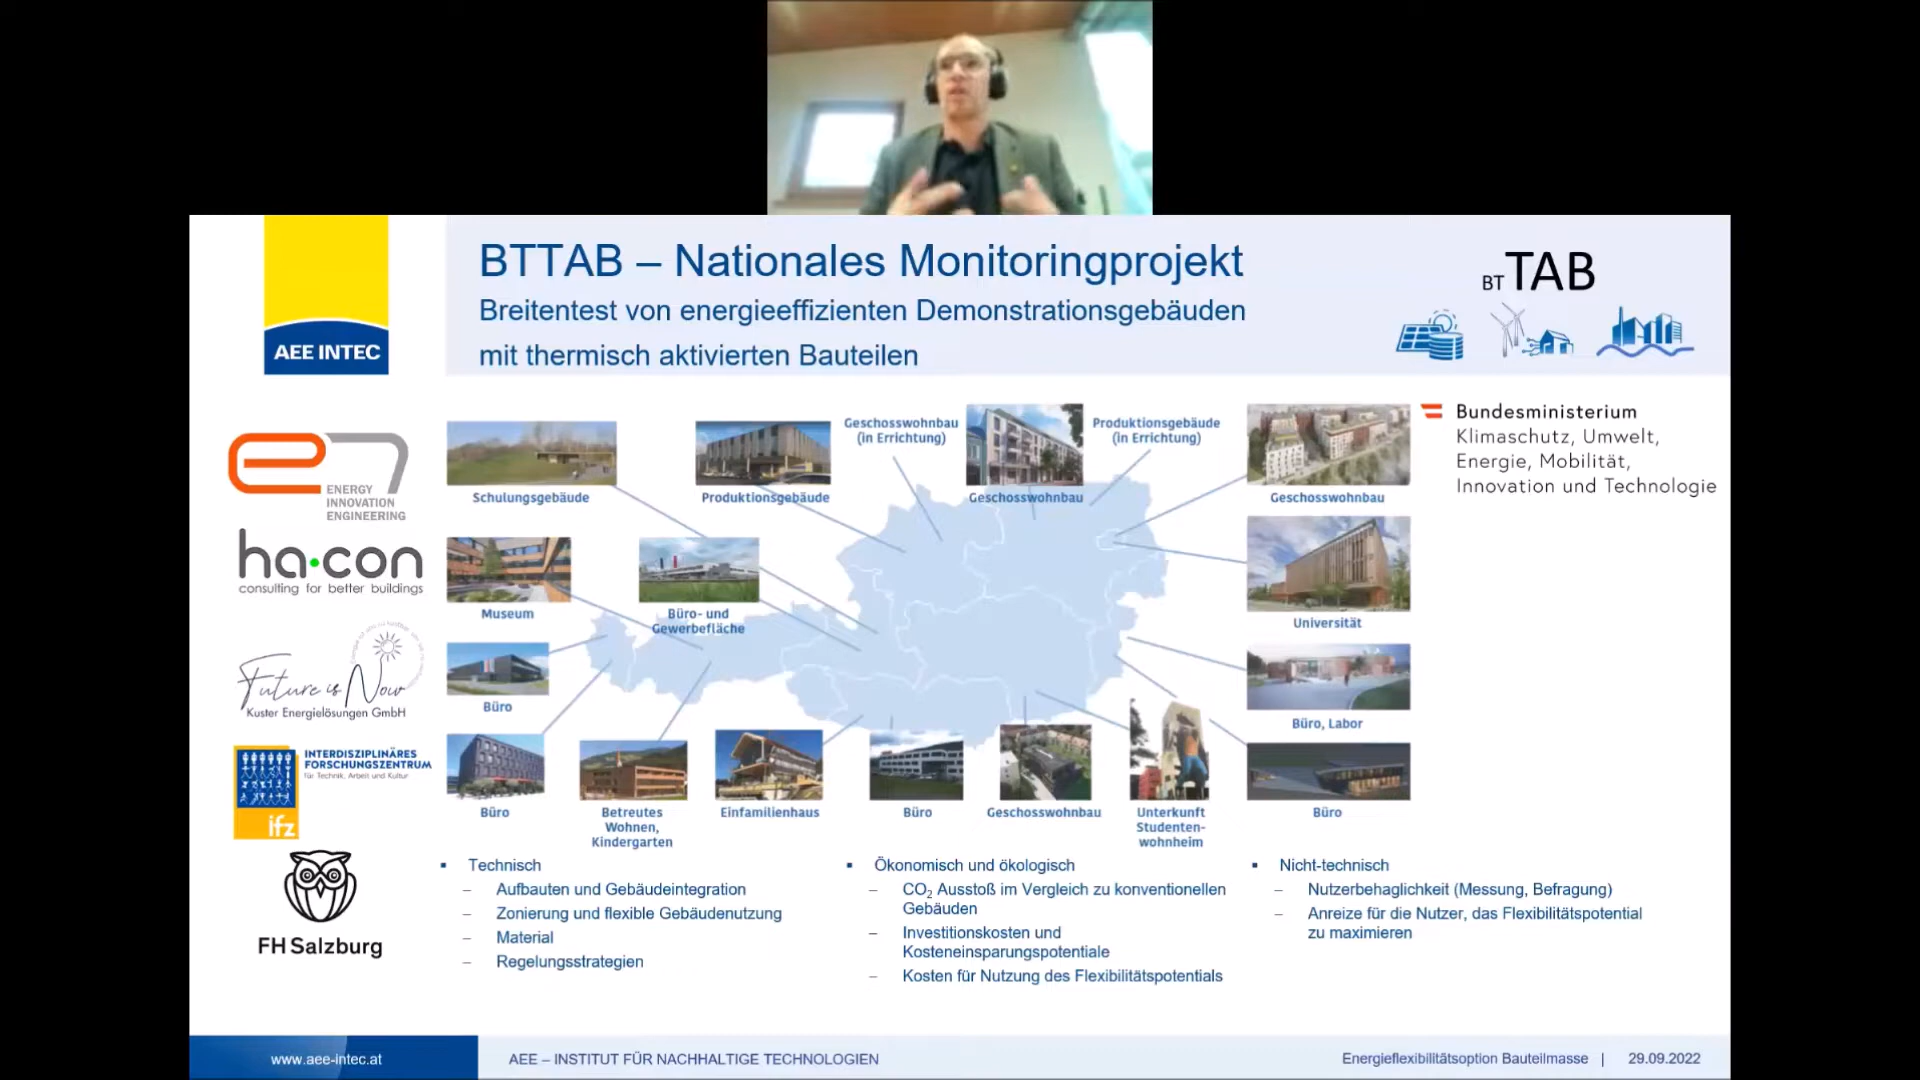 BTTAB – Nationales Monitoringprojekt
Breitentest von energieeffizienten Demonstrationsgebäuden
mit thermisch aktivierten Bauteilen
AEE INTEC
BT TAB
ENERGY
INNOVATION
ENGINEERING
ha·con
consulting for better buildings
Future is Now
Kuster Energielösungen GmbH
INTERDISZIPLINÄRES
FORSCHUNGSZENTRUM
für Technik, Arbeit und Kultur
ifz
FH Salzburg
Bundesministerium
Klimaschutz, Umwelt,
Energie, Mobilität,
Innovation und Technologie
Schulungsgebäude
Produktionsgebäude
Geschosswohnbau
(in Errichtung)
Geschosswohnbau
Produktionsgebäude
(in Errichtung)
Geschosswohnbau
Museum
Büro- und
Gewerbefläche
Universität
Büro
Büro, Labor
Büro
Betreutes
Wohnen,
Kindergarten
Einfamilienhaus
Büro
Geschosswohnbau
Unterkunft
Studenten-
wohnheim
Büro
▪ Technisch
– Aufbauten und Gebäudeintegration
– Zonierung und flexible Gebäudenutzung
– Material
– Regelungsstrategien
▪ Ökonomisch und ökologisch
– CO2 Ausstoß im Vergleich zu konventionellen
Gebäuden
– Investitionskosten und
Kosteneinsparungspotentiale
– Kosten für Nutzung des Flexibilitätspotentials
▪ Nicht-technisch
– Nutzerbehaglichkeit (Messung, Befragung)
– Anreize für die Nutzer, das Flexibilitätspotential
zu maximieren
www.aee-intec.at
AEE – INSTITUT FÜR NACHHALTIGE TECHNOLOGIEN
Energieflexibilitätsoption Bauteilmasse | 29.09.2022